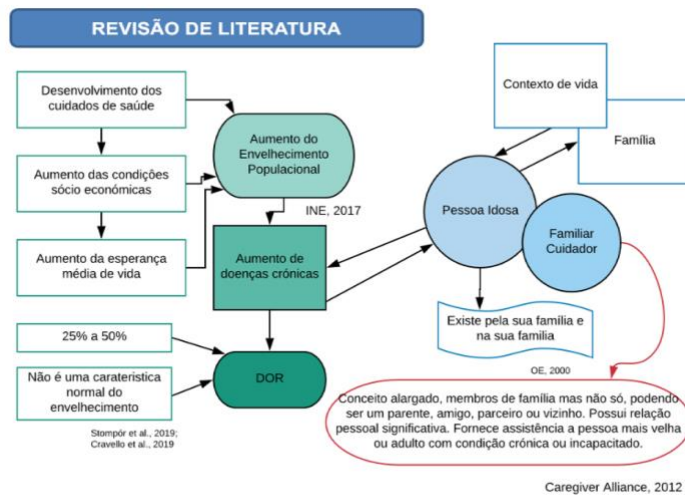 REVISÃO DE LITERATURA
Desenvolvimento dos
cuidados de saúde
Aumento das condições
sócio económicas
Aumento da esperança
média de vida
25% a 50%
Não é uma carateristica
normal do
envelhecimento
Stompór et al., 2019;
Cravello et al., 2019
Aumento do
Envelhecimento
Populacional
INE, 2017
Aumento de
doenças crónicas
DOR
Contexto de vida
Família
Pessoa Idosa
Familiar
Cuidador
Existe pela sua família e
na sua familia
OE, 2000
Conceito alargado, membros de família mas não só, podendo
ser um parente, amigo, parceiro ou vizinho. Possui relação
pessoal significativa. Fornece assistência a pessoa mais velha
ou adulto com condição crónica ou incapacitado.
Caregiver Alliance, 2012